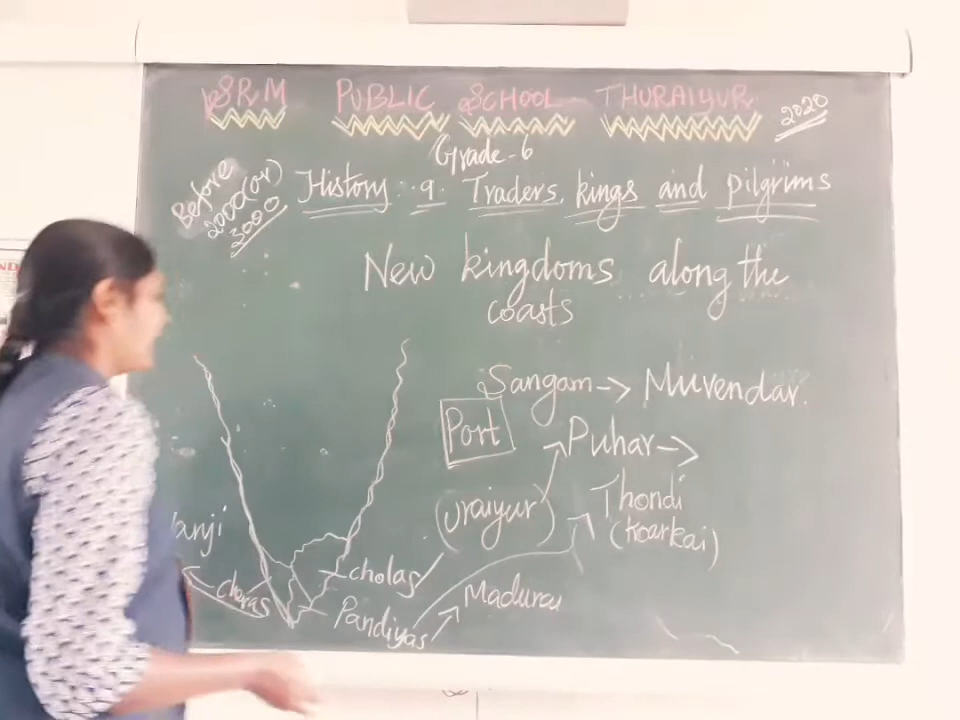 SRM PUBLIC SCHOOL THURAIYUR 2020
Grade-6
Before
2000(or)
3000
History : 9. Traders, kings and pilgrims
New kingdoms along the
coasts
Sangam → Muvendar.
Port
Puhar →
(Uraiyur)
Thondi
(Koarkai)
anji
cheras
cholas
Pandiyas
Madurai